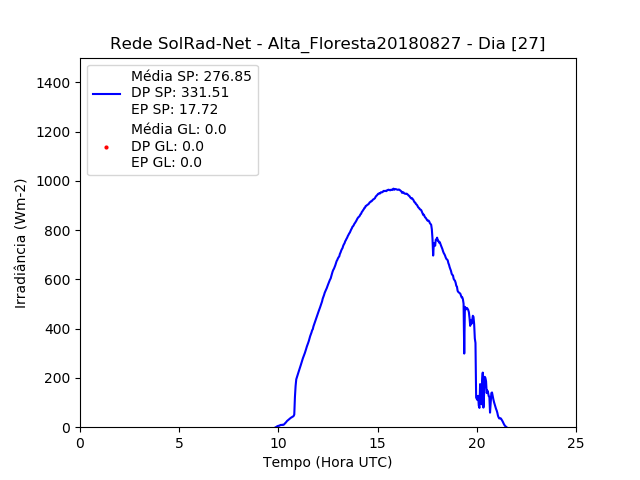 Rede SolRad-Net - Alta_Floresta20180827 - Dia [27]
Média SP: 276.85
DP SP: 331.51
EP SP: 17.72
Média GL: 0.0
DP GL: 0.0
EP GL: 0.0
Irradiância (Wm-2)
1400
1200
1000
800
600
400
200
0
0 5 10 15 20 25
Tempo (Hora UTC)